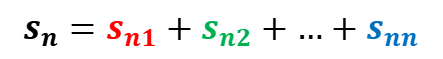 sₙ = sₙ₁ + sₙ₂ + … + sₙₙ